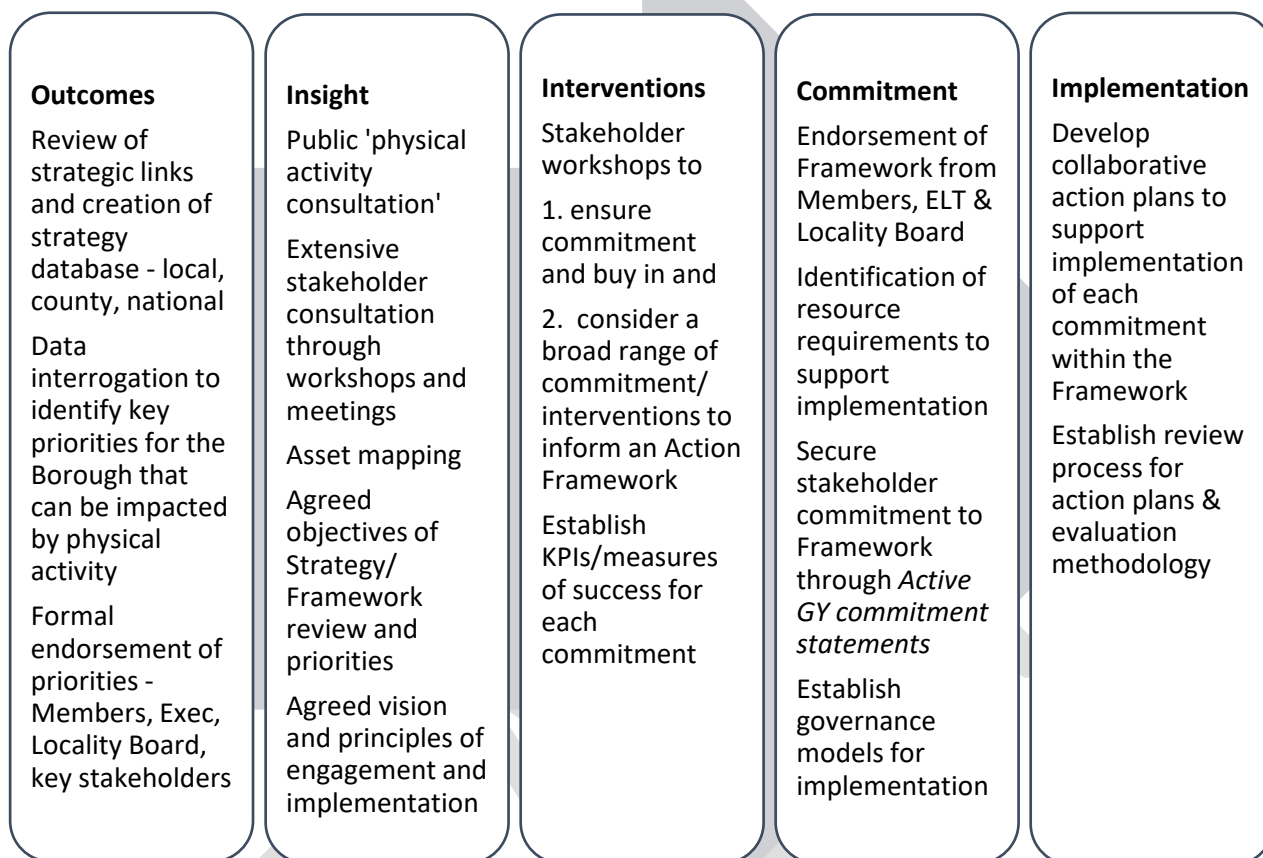 Outcomes
Review of
strategic links
and creation of
strategy
database - local,
county, national
Data
interrogation to
identify key
priorities for the
Borough that
can be impacted
by physical
activity
Formal
endorsement of
priorities -
Members, Exec,
Locality Board,
key stakeholders
Insight
Public 'physical
activity
consultation'
Extensive
stakeholder
consultation
through
workshops and
meetings
Asset mapping
Agreed
objectives of
Strategy/
Framework
review and
priorities
Agreed vision
and principles of
engagement and
implementation
Interventions
Stakeholder
workshops to
1. ensure
commitment
and buy in and
2. consider a
broad range of
commitment/
interventions to
inform an Action
Framework
Establish
KPIs/measures
of success for
each
commitment
Commitment
Endorsement of
Framework from
Members, ELT &
Locality Board
Identification of
resource
requirements to
support
implementation
Secure
stakeholder
commitment to
Framework
through Active
GY commitment
statements
Establish
governance
models for
implementation
Implementation
Develop
collaborative
action plans to
support
implementation
of each
commitment
within the
Framework
Establish review
process for
action plans &
evaluation
methodology